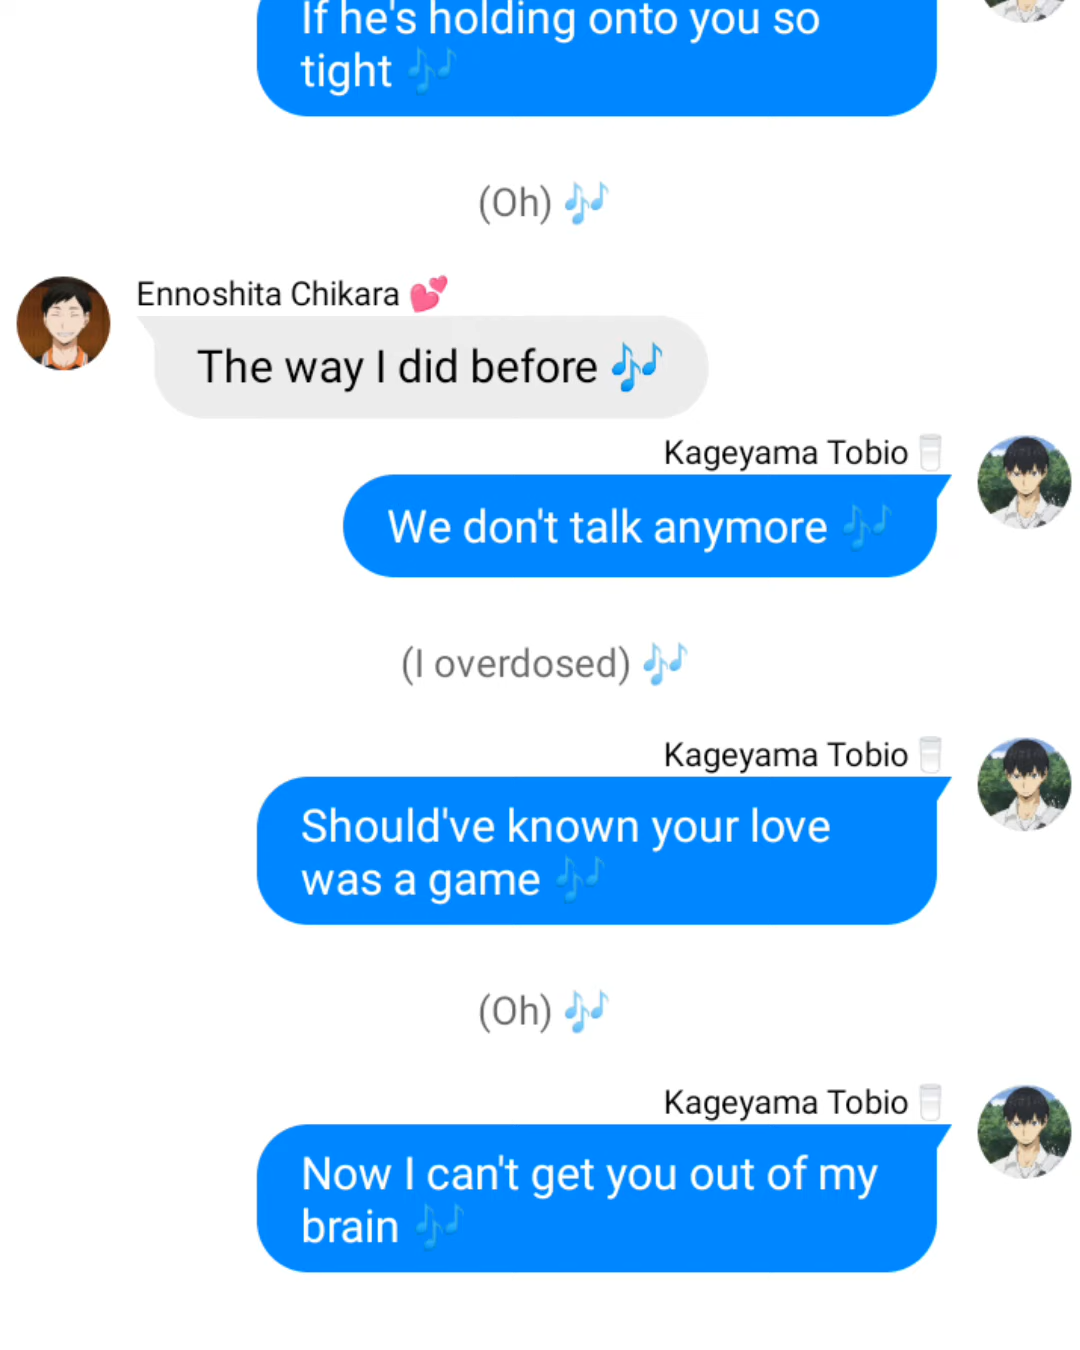 If he's holding onto you so
tight 🎶
(Oh) 🎶
Ennoshita Chikara 💕
The way I did before 🎶
Kageyama Tobio🥛
We don't talk anymore 🎶
(I overdosed) 🎶
Kageyama Tobio🥛
Should've known your love
was a game 🎶
(Oh) 🎶
Kageyama Tobio🥛
Now I can't get you out of my
brain 🎶